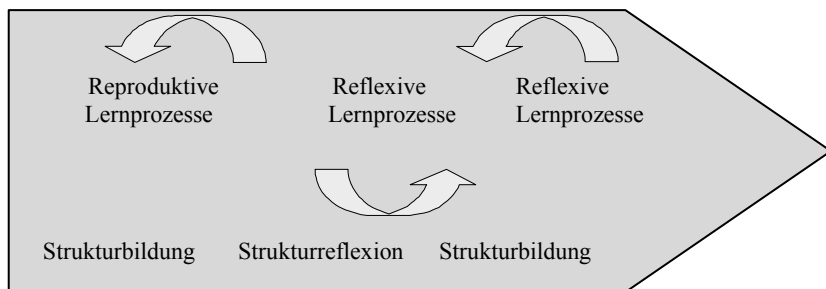 Reproduktive Reflexive Reflexive
Lernprozesse Lernprozesse Lernprozesse
Strukturbildung Strukturreflexion Strukturbildung